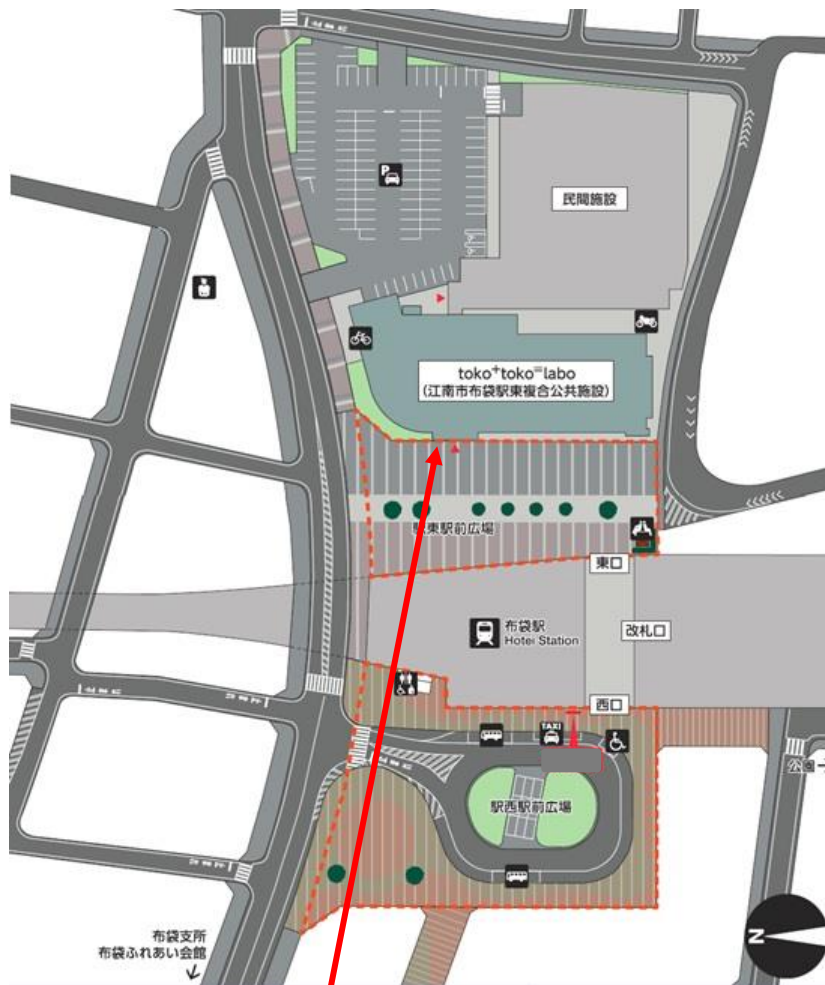 P
民間施設
toko⁺toko⁼labo
(江南市布袋駅東複合公共施設)
駅東駅前広場
東口
布袋駅
Hotei Station
改札口
西口
TAXI
公園
駅西駅前広場
布袋支所
布袋ふれあい会館
N